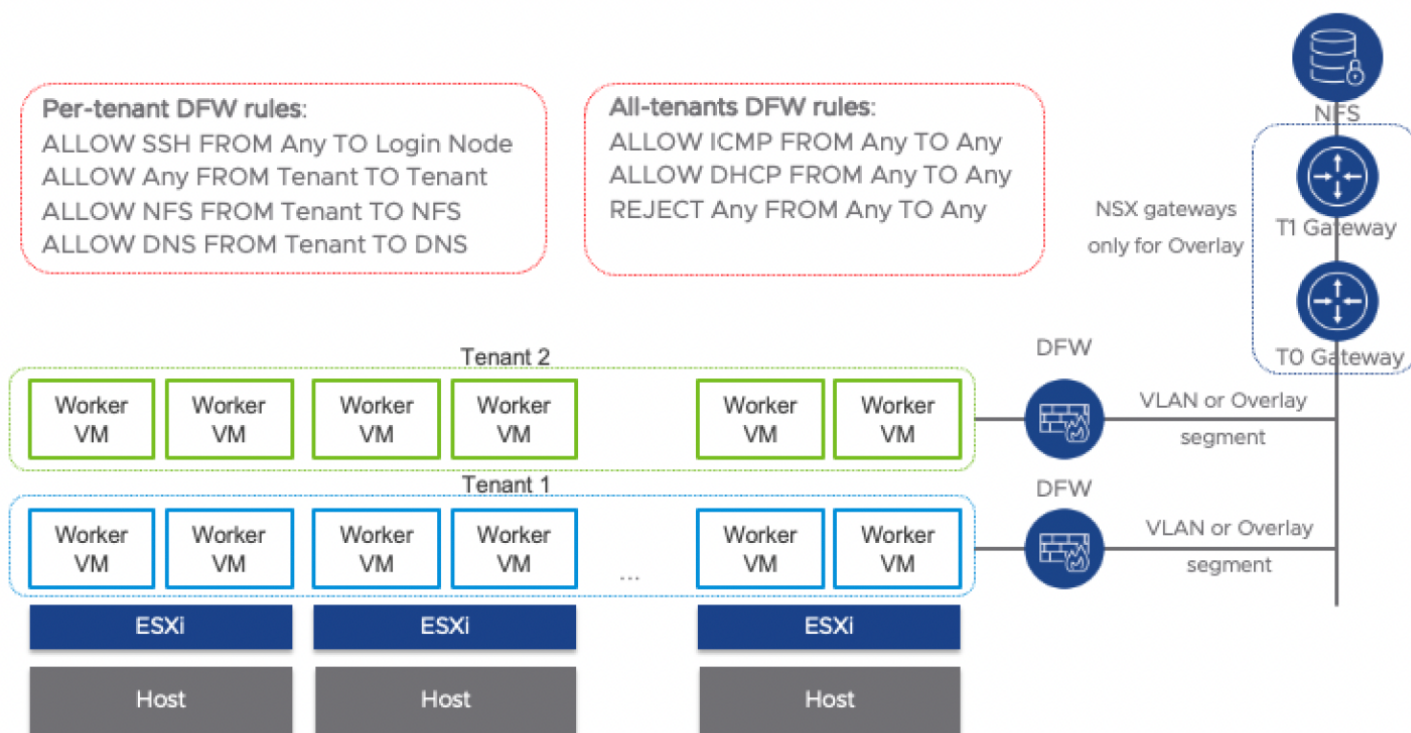 Per-tenant DFW rules:
ALLOW SSH FROM Any TO Login Node
ALLOW Any FROM Tenant TO Tenant
ALLOW NFS FROM Tenant TO NFS
ALLOW DNS FROM Tenant TO DNS
All-tenants DFW rules:
ALLOW ICMP FROM Any TO Any
ALLOW DHCP FROM Any TO Any
REJECT Any FROM Any TO Any
NFS
NSX gateways
only for Overlay
T1 Gateway
T0 Gateway
Tenant 2
Worker
VM
Worker
VM
Worker
VM
Worker
VM
Worker
VM
Worker
VM
DFW
VLAN or Overlay
segment
Tenant 1
Worker
VM
Worker
VM
Worker
VM
Worker
VM
...
Worker
VM
Worker
VM
DFW
VLAN or Overlay
segment
ESXi
ESXi
ESXi
Host
Host
Host